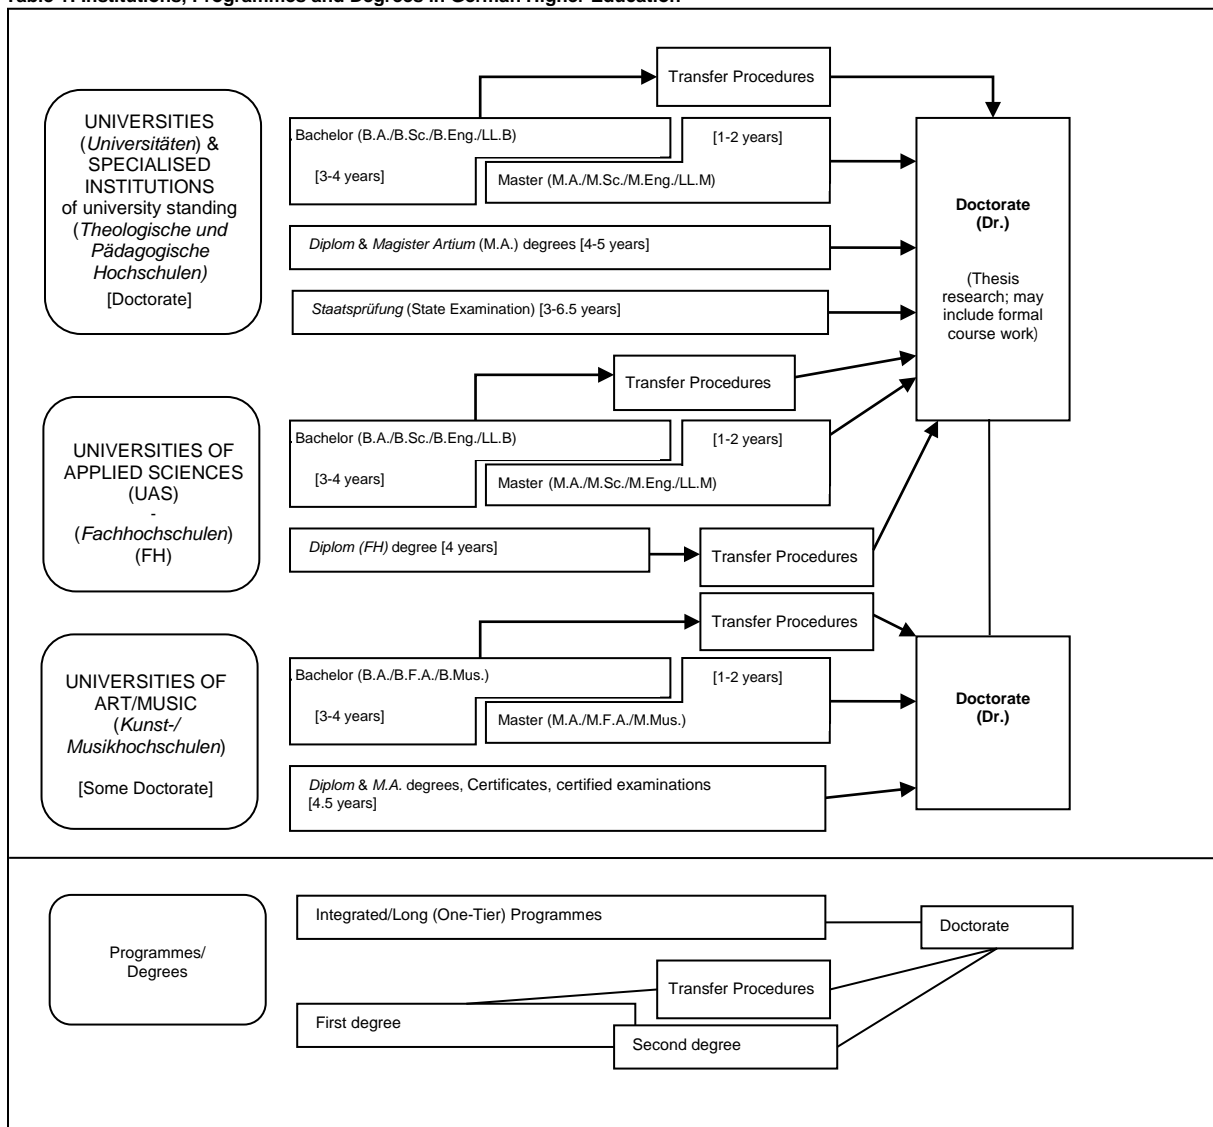 Table 1: Institutions, Programmes and Degrees in German Higher Education
Transfer Procedures
UNIVERSITIES
(Universitäten) &
SPECIALISED
INSTITUTIONS
of university standing
(Theologische und
Pädagogische
Hochschulen)
[Doctorate]
Bachelor (B.A./B.Sc./B.Eng./LL.B)
[3-4 years]
[1-2 years]
Master (M.A./M.Sc./M.Eng./LL.M)
Diplom & Magister Artium (M.A.) degrees [4-5 years]
Staatsprüfung (State Examination) [3-6.5 years]
Doctorate
(Dr.)
(Thesis
research; may
include formal
course work)
Transfer Procedures
UNIVERSITIES OF
APPLIED SCIENCES
(UAS)
-
(Fachhochschulen)
(FH)
Bachelor (B.A./B.Sc./B.Eng./LL.B)
[3-4 years]
[1-2 years]
Master (M.A./M.Sc./M.Eng./LL.M)
Diplom (FH) degree [4 years]
Transfer Procedures
Transfer Procedures
UNIVERSITIES OF
ART/MUSIC
(Kunst-/
Musikhochschulen)
[Some Doctorate]
Bachelor (B.A./B.F.A./B.Mus.)
[3-4 years]
[1-2 years]
Master (M.A./M.F.A./M.Mus.)
Diplom & M.A. degrees, Certificates, certified examinations
[4.5 years]
Doctorate
(Dr.)
Programmes/
Degrees
Integrated/Long (One-Tier) Programmes
Doctorate
Transfer Procedures
First degree
Second degree